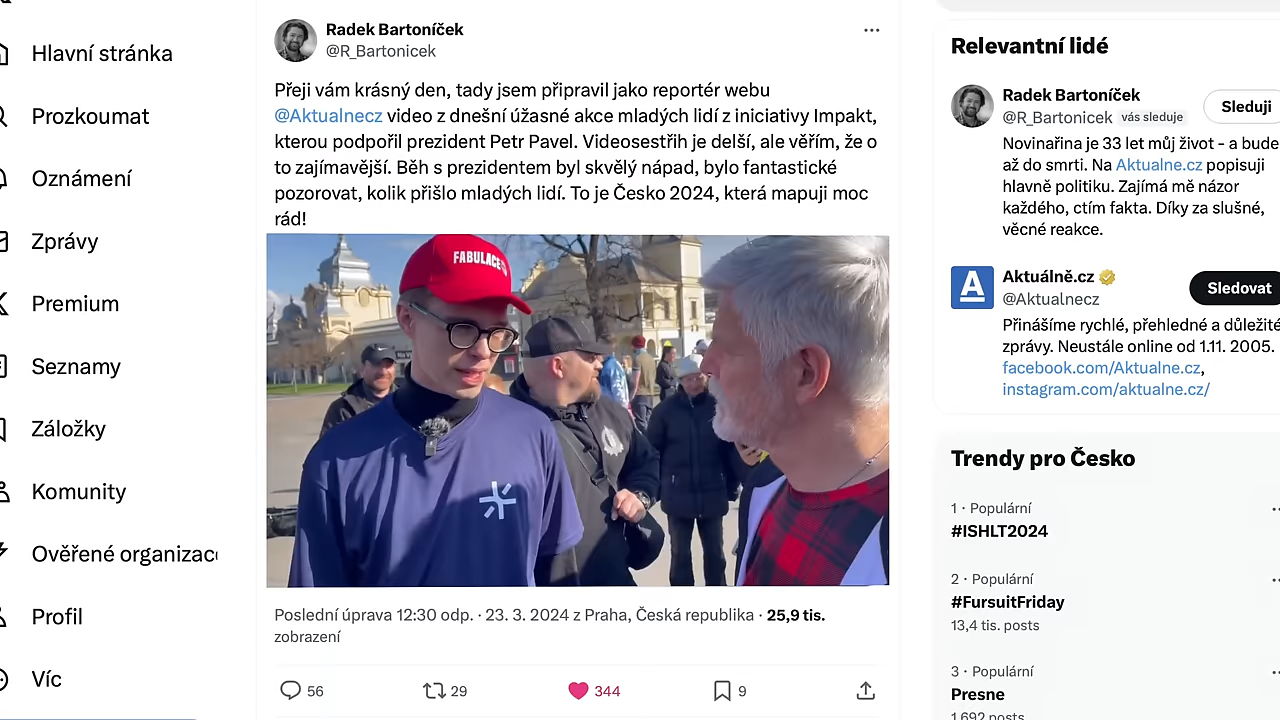 Hlavní stránka
Prozkoumat
Oznámení
Zprávy
Premium
Seznamy
Záložky
Komunity
Ověřené organizac
Profil
Víc
Radek Bartoníček
@R_Bartonicek
Přeji vám krásný den, tady jsem připravil jako reportér webu
@Aktualnecz video z dnešní úžasné akce mladých lidí z iniciativy Impakt,
kterou podpořil prezident Petr Pavel. Videosestřih je delší, ale věřím, že o
to zajímavější. Běh s prezidentem byl skvělý nápad, bylo fantastické
pozorovat, kolik přišlo mladých lidí. To je Česko 2024, která mapuji moc
rád!
FABULACE
Poslední úprava 12:30 odp. · 23. 3. 2024 z Praha, Česká republika · 25,9 tis.
zobrazení
56 29 344 9
Relevantní lidé
Radek Bartoníček
@R_Bartonicek vás sleduje
Sleduji
Novinařina je 33 let můj život - a bude
až do smrti. Na Aktualne.cz popisuji
hlavně politiku. Zajímá mě názor
každého, ctím fakta. Díky za slušné,
věcné reakce.
Aktuálně.cz
@Aktualnecz
Sledovat
Přinášíme rychlé, přehledné a důležité
zprávy. Neustále online od 1.11. 2005.
facebook.com/Aktualne.cz,
instagram.com/aktualne.cz/
Trendy pro Česko
1 · Populární
#ISHLT2024
2 · Populární
#FursuitFriday
13,4 tis. posts
3 · Populární
Presne
1 692 posts